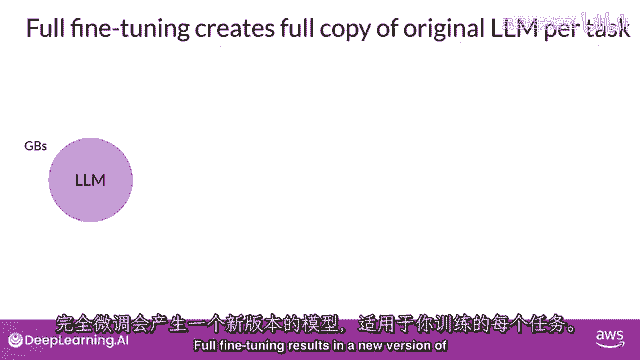 Full fine-tuning creates full copy of original LLM per task
GBs
LLM
完全微调会产生一个新版本的模型，适用于你训练的每个任务。
Full fine-tuning results in a new version of
DeepLearning.AI
aws